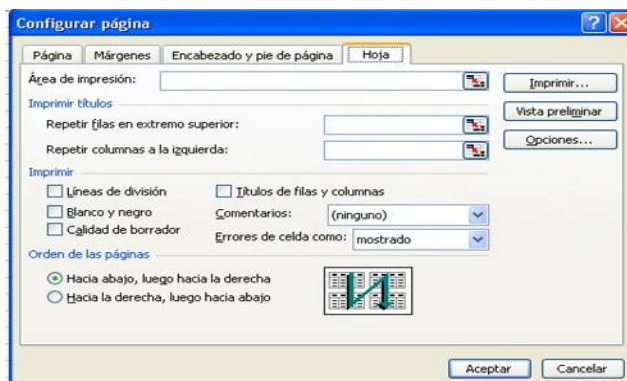 Configurar página
Página Márgenes Encabezado y pie de página Hoja
Área de impresión:
Imprimir...
Imprimir títulos
Vista preliminar
Repetir filas en extremo superior:
Opciones...
Repetir columnas a la izquierda:
Imprimir
Líneas de división
Títulos de filas y columnas
Blanco y negro
Comentarios: (ninguno)
Calidad de borrador
Errores de celda como: mostrado
Orden de las páginas
Hacia abajo, luego hacia la derecha
Hacia la derecha, luego hacia abajo
Aceptar Cancelar